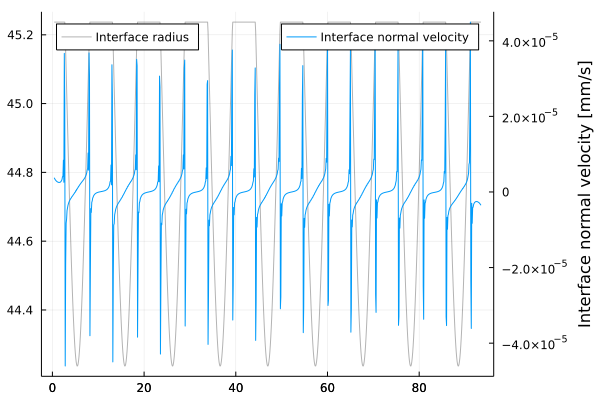 Interface radius
Interface normal velocity
45.2
45.0
44.8
44.6
44.4
4.0×10⁻⁵
2.0×10⁻⁵
0
-2.0×10⁻⁵
-4.0×10⁻⁵
Interface normal velocity [mm/s]
0 20 40 60 80